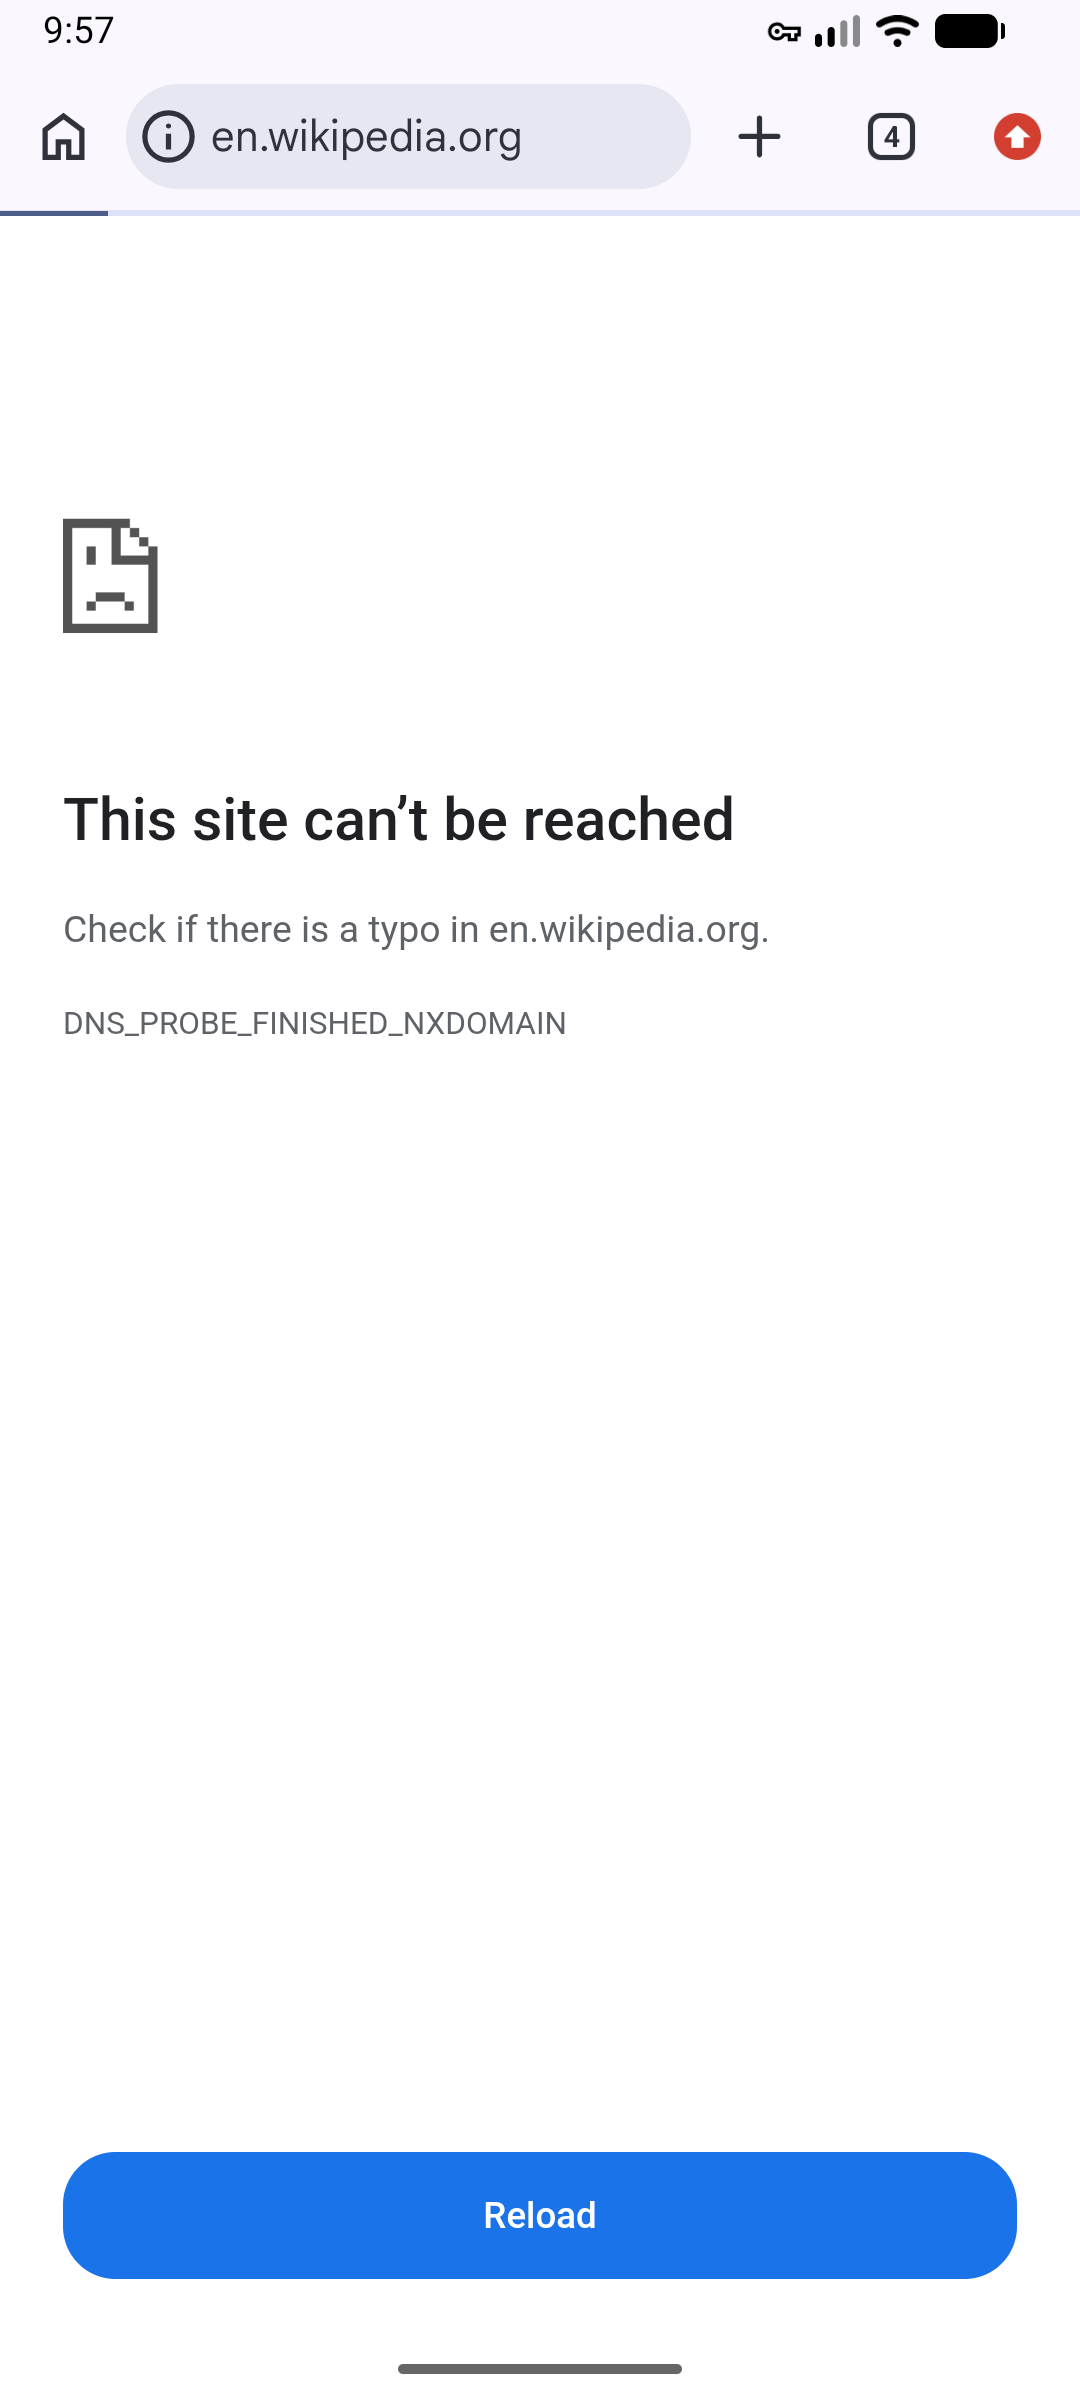 9:57
en.wikipedia.org
4
This site can’t be reached
Check if there is a typo in en.wikipedia.org.
DNS_PROBE_FINISHED_NXDOMAIN
Reload